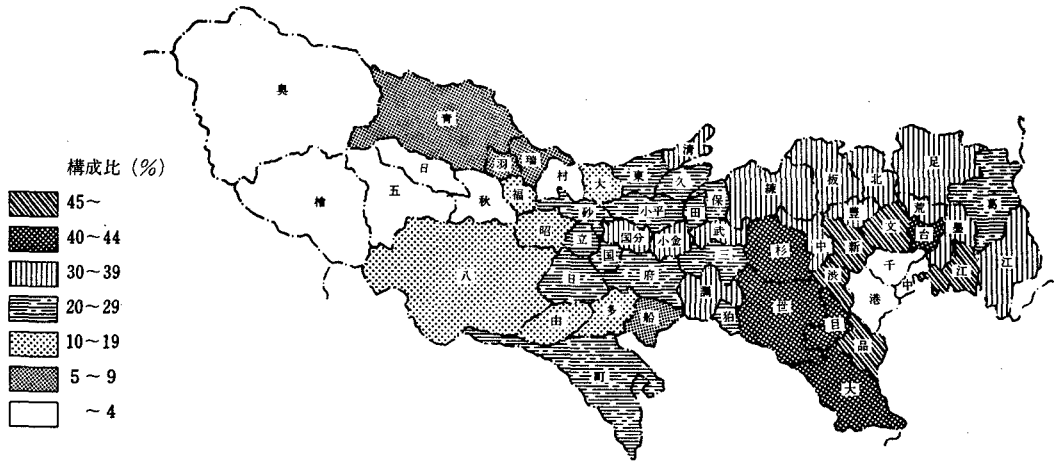 構成比 (%)
45~
40~44
30~39
20~29
10~19
5~9
~4
奥
青
日
羽
瑞
檜
五
秋
福
村
大
東
清
久
砂
小平
田
保
昭
立
国分
小金
武
八
日
国
府
三
調
狛
由
多
船
町
練
板
北
足
葛
豊
荒
文
台
墨
杉
中
新
渋
千
中
江
江
世
目
港
品
大